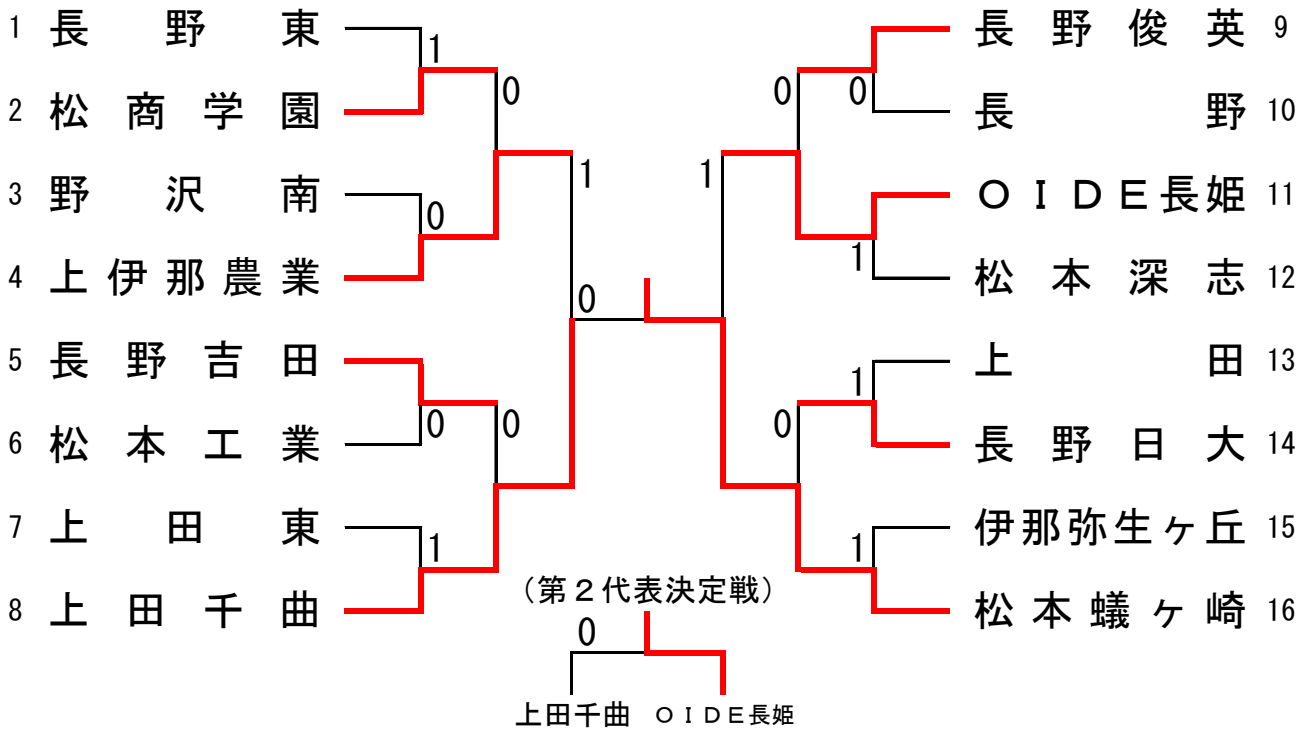 1 長野東
1
2 松商学園
0
3 野沢南
0
4 上伊那農業
1
5 長野吉田
0
6 松本工業
0
7 上田東
1
8 上田千曲
0
長野俊英 9
0
長野 10
0
OIDE長姫 11
1
松本深志 12
1
上田 13
1
長野日大 14
0
伊那弥生ヶ丘 15
1
松本蟻ヶ崎 16
(第2代表決定戦)
0
上田千曲 OIDE長姫